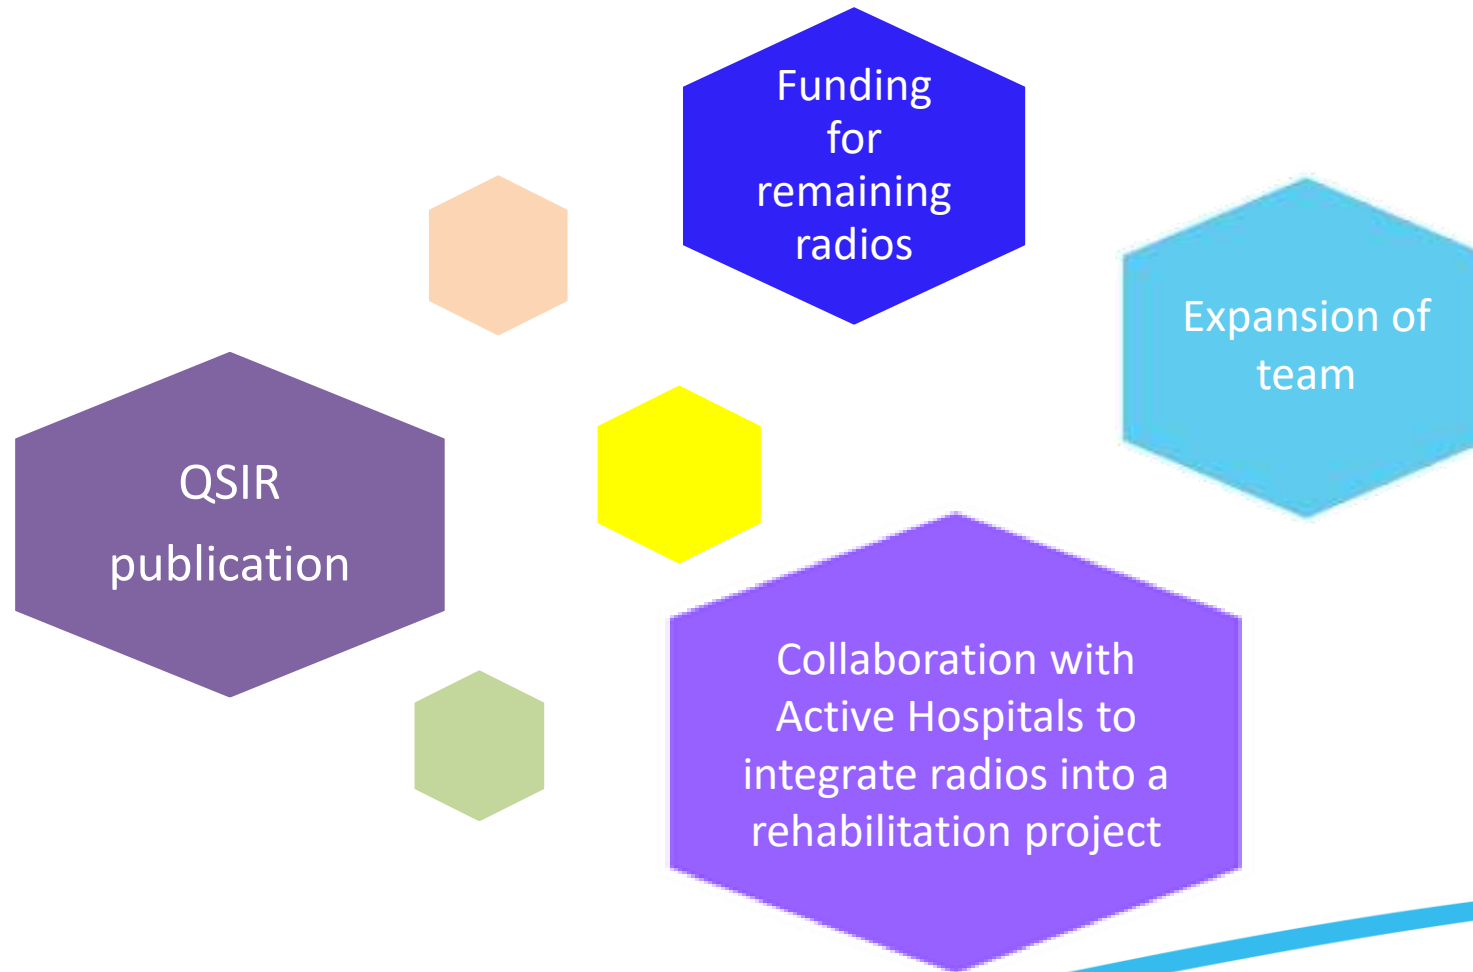 Funding
for
remaining
radios
Expansion of
team
QSIR
publication
Collaboration with
Active Hospitals to
integrate radios into a
rehabilitation project